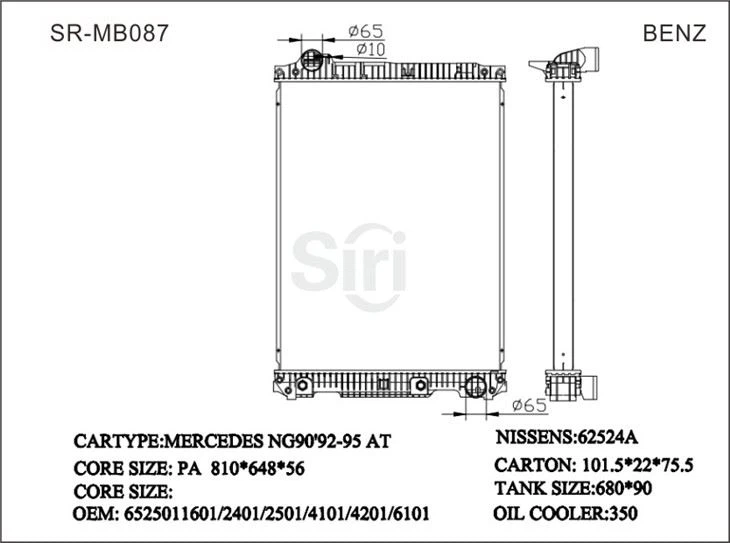 SR-MB087
BENZ
ø65
ø10
Siri
ø65
CARTYPE:MERCEDES NG90'92-95 AT
NISSENS:62524A
CORE SIZE: PA 810*648*56
CARTON: 101.5*22*75.5
CORE SIZE:
TANK SIZE:680*90
OEM: 6525011601/2401/2501/4101/4201/6101
OIL COOLER:350